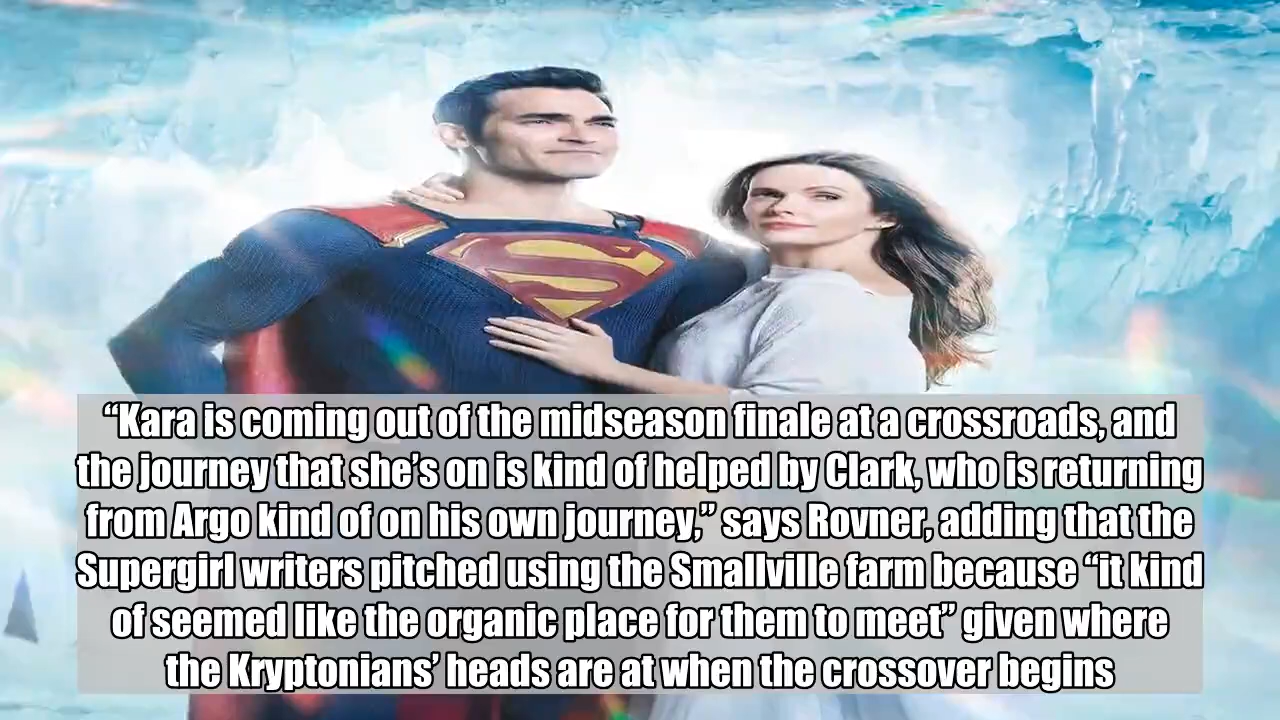 “Kara is coming out of the midseason finale at a crossroads, and
the journey that she’s on is kind of helped by Clark, who is returning
from Argo kind of on his own journey,” says Rovner, adding that the
Supergirl writers pitched using the Smallville farm because “it kind
of seemed like the organic place for them to meet” given where
the Kryptonians’ heads are at when the crossover begins